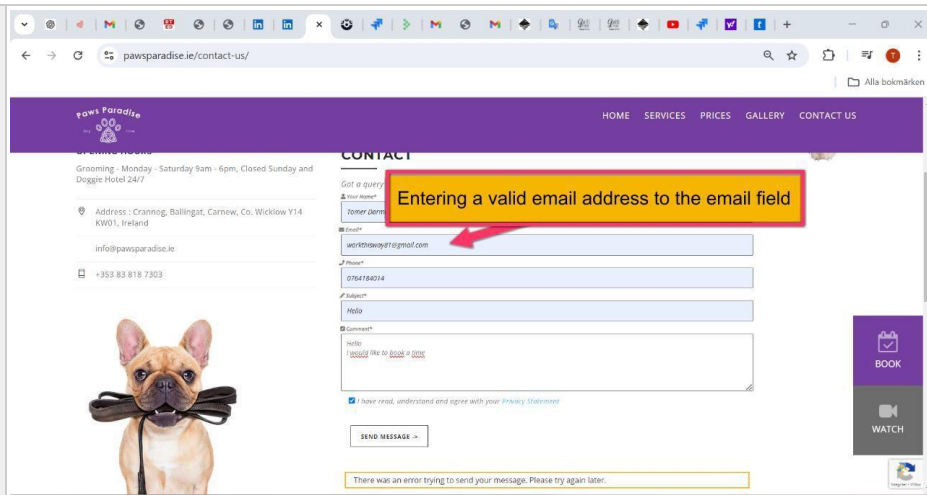 pawsparadise.ie/contact-us/
Alla bokmärken
Paws Paradise
HOME SERVICES PRICES GALLERY CONTACT US
OPENING HOURS
Grooming - Monday - Saturday 9am - 6pm, Closed Sunday and
Doggie Hotel 24/7
Address : Crannog, Ballingat, Carnew, Co. Wicklow Y14
KW01, Ireland
info@pawsparadise.ie
+353 83 818 7303
CONTACT
Got a query
Entering a valid email address to the email field
Your Name*
Tomer Darm
Email*
workthisway81@gmail.com
Phone*
0764184014
Subject*
Hello
Comment*
Hello
I would like to book a time
I have read, understand and agree with your Privacy Statement
SEND MESSAGE ->
There was an error trying to send your message. Please try again later.
BOOK
WATCH